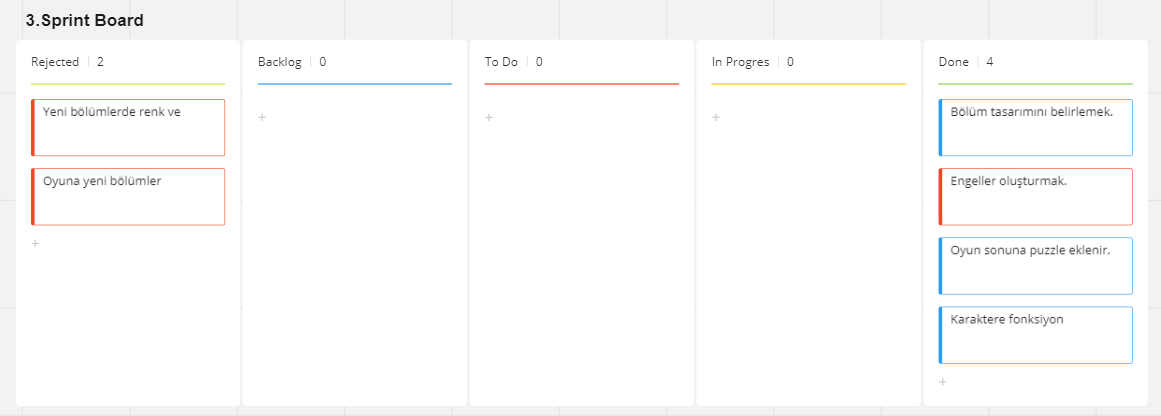 3.Sprint Board
Rejected | 2
Backlog | 0
To Do | 0
In Progres | 0
Done | 4
Yeni bölümlerde renk ve
Oyuna yeni bölümler
+
+
+
+
Bölüm tasarımını belirlemek.
Engeller oluşturmak.
Oyun sonuna puzzle eklenir.
Karaktere fonksiyon
+